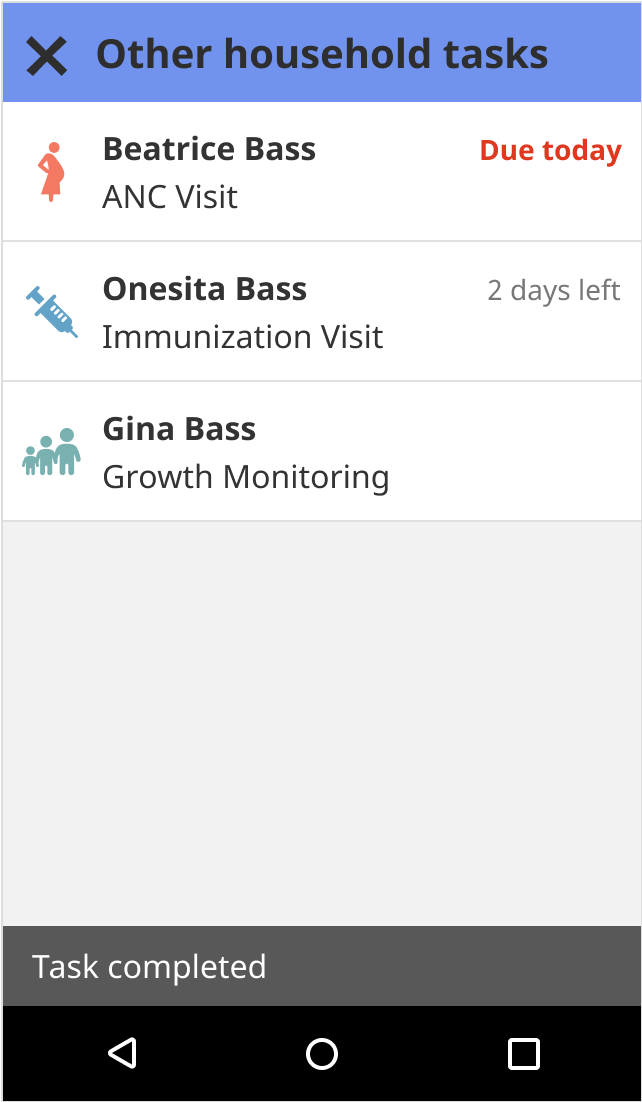 Other household tasks
Beatrice Bass
Due today
ANC Visit
Onesita Bass
2 days left
Immunization Visit
Gina Bass
Growth Monitoring
Task completed